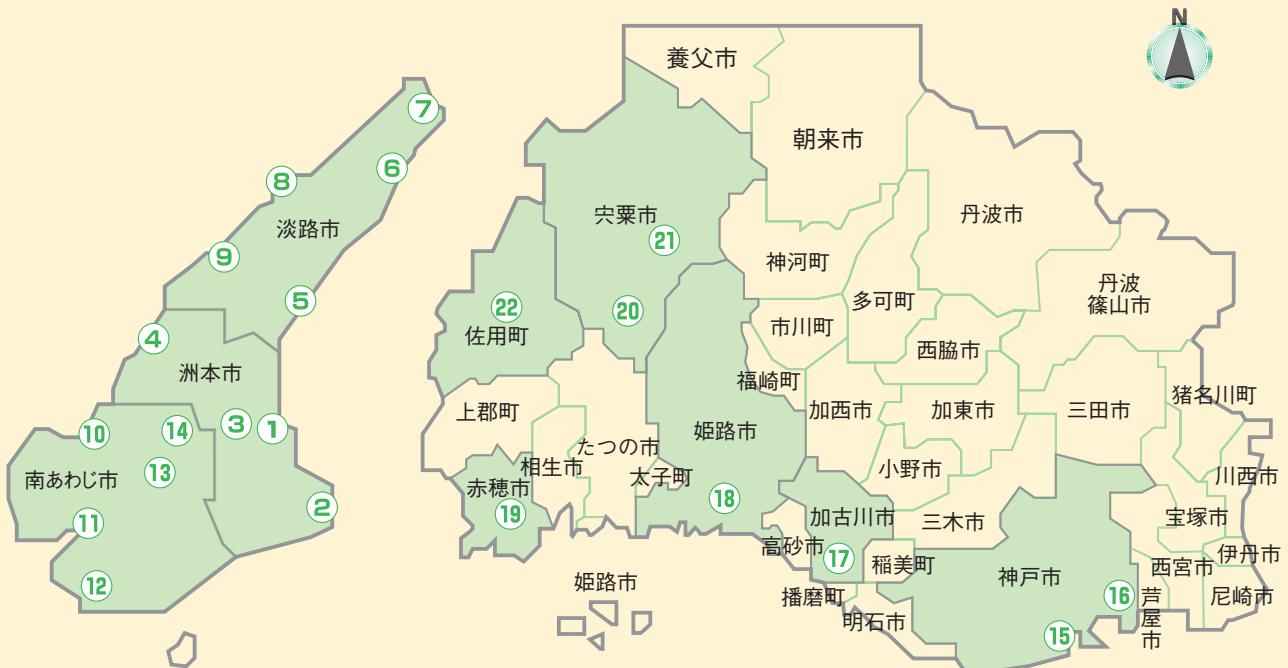 N
養父市
朝来市
⑦
⑥
⑧
淡路市
⑨
⑤
宍粟市
㉑
丹波市
神河町
多可町
丹波
篠山市
㉒
佐用町
⑳
市川町
西脇市
④
洲本市
③
①
福崎町
加西市
加東市
三田市
猪名川町
上郡町
たつの市
姫路市
⑩
⑭
⑬
南あわじ市
②
⑪
⑫
相生市
太子町
小野市
川西市
赤穂市
⑲
⑱
加古川市
三木市
宝塚市
高砂市
⑰
稲美町
神戸市
西宮市
伊丹市
姫路市
播磨町
明石市
⑯
芦屋市
尼崎市
⑮